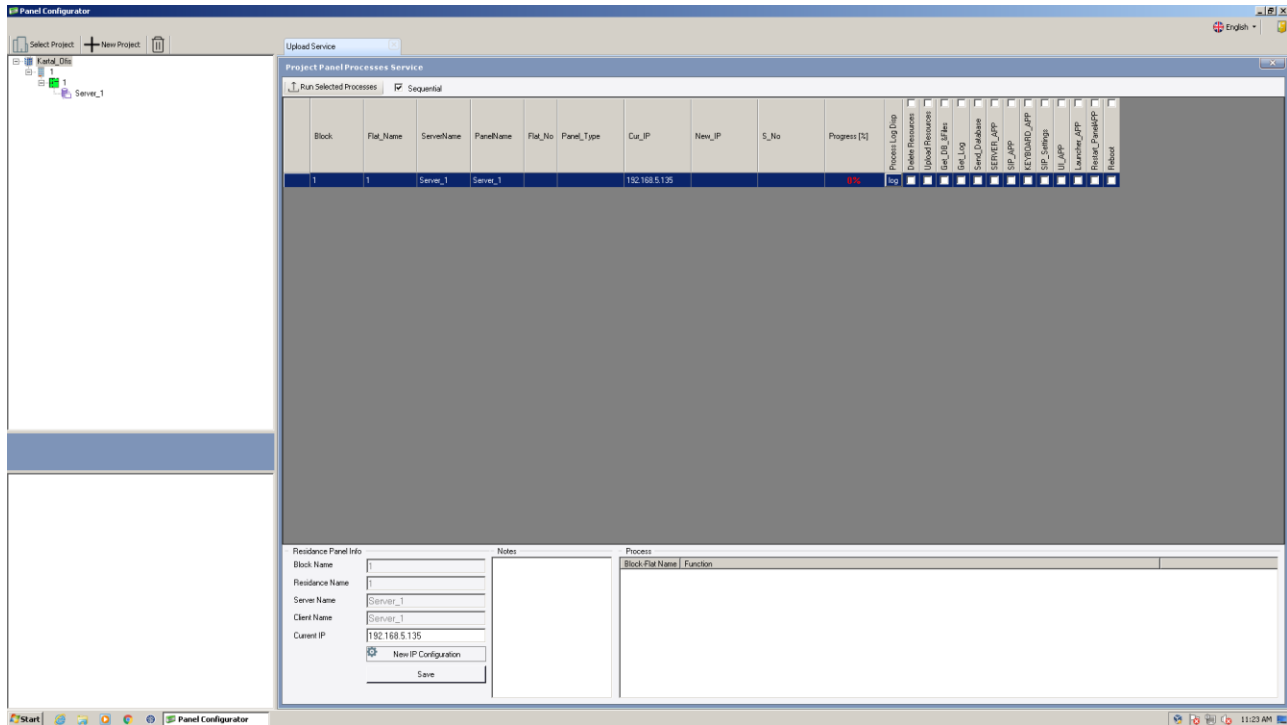 Panel Configurator
English
Select Project
New Project
Upload Service
Kartal_Ofis
1
1
Server_1
Project Panel Processes Service
Run Selected Processes
Sequential
Block Flat_Name ServerName PanelName Flat_No Panel_Type Cur_IP New_IP S_No Progress [%] Process Log Disp Delete Resources Upload Resources Get_DB_&Files Get_Log Send_Database SERVER_APP SIP_APP KEYBOARD_APP SIP_Settings UI_APP Launcher_APP Restart_PanelAPP Reboot
1 1 Server_1 Server_1 192.168.5.135 0% log
Residance Panel Info
Block Name 1
Residance Name 1
Server Name Server_1
Client Name Server_1
Current IP 192.168.5.135
New IP Configuration
Save
Notes
Process
Block-Flat Name Function
Start Panel Configurator 11:23 AM